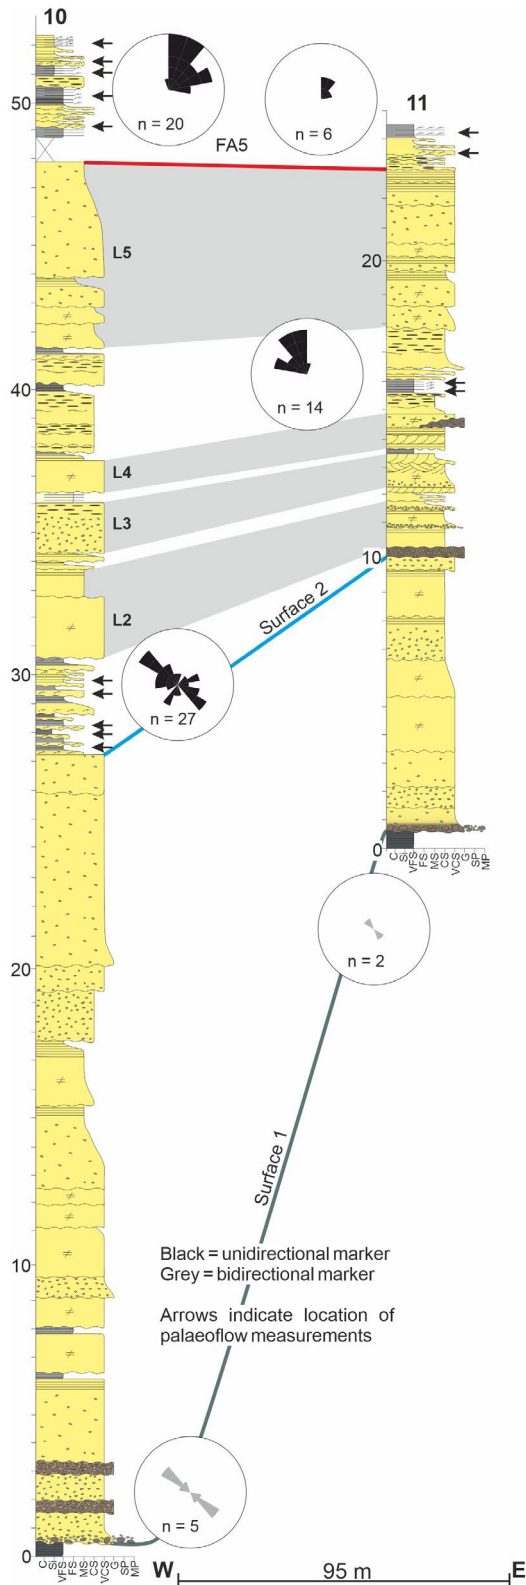 10
50
n = 20
n = 6
FA5
11
L5
20
40
n = 14
L4
L3
10
L2
Surface 2
30
n = 27
0
C
Si
VFS
FS
MS
CS
VCS
G
SP
MP
n = 2
20
Surface 1
Black = unidirectional marker
Grey = bidirectional marker
10
Arrows indicate location of
palaeoflow measurements
n = 5
0
C
Si
VFS
FS
MS
CS
VCS
G
SP
MP
W
E
95 m